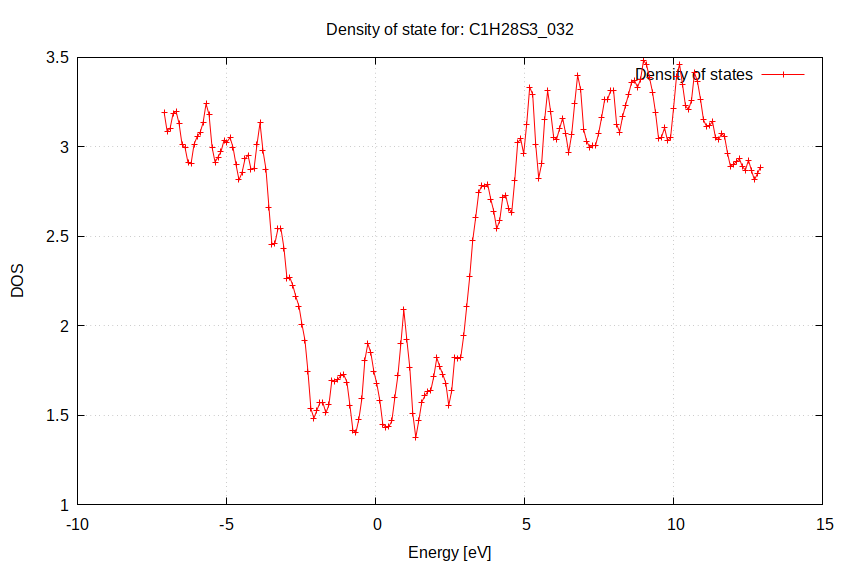 Density of state for: C1H28S3_032
3.5
Density of states
3
2.5
DOS
2
1.5
1
-10 -5 0 5 10 15
Energy [eV]